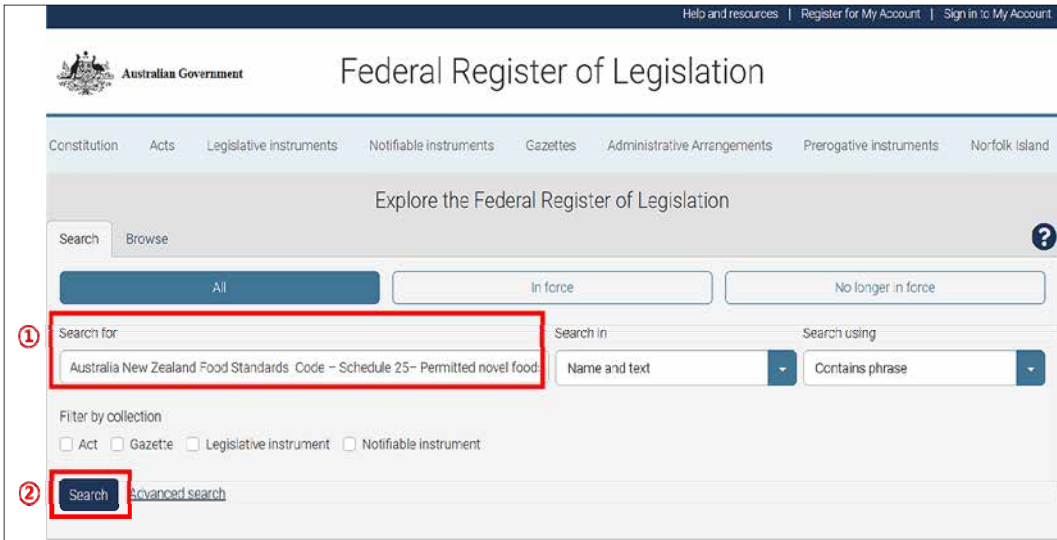 Help and resources | Register for My Account | Sign in to My Account
Australian Government
Federal Register of Legislation
Constitution Acts Legislative instruments Notifiable instruments Gazettes Administrative Arrangements Prerogative instruments Norfolk Island
Explore the Federal Register of Legislation
Search Browse ?
All In force No longer in force
① Search for Search in Search using
Australia New Zealand Food Standards Code – Schedule 25– Permitted novel foods Name and text Contains phrase
Filter by collection
Act Gazette Legislative instrument Notifiable instrument
② Search Advanced search